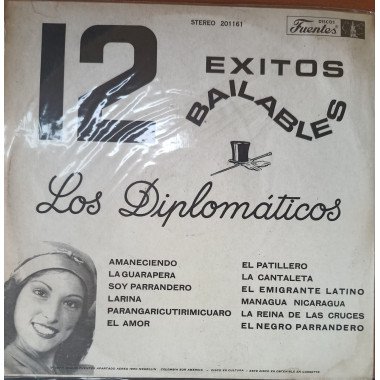 STEREO 201161
DISCOS
Fuentes
12
EXITOS
BAILABLES
Los Diplomáticos
AMANECIENDO
LA GUARAPERA
SOY PARRANDERO
LARINA
PARANGARICUTIRIMICUARO
EL AMOR
EL PATILLERO
LA CANTALETA
EL EMIGRANTE LATINO
MANAGUA NICARAGUA
LA REINA DE LAS CRUCES
EL NEGRO PARRANDERO